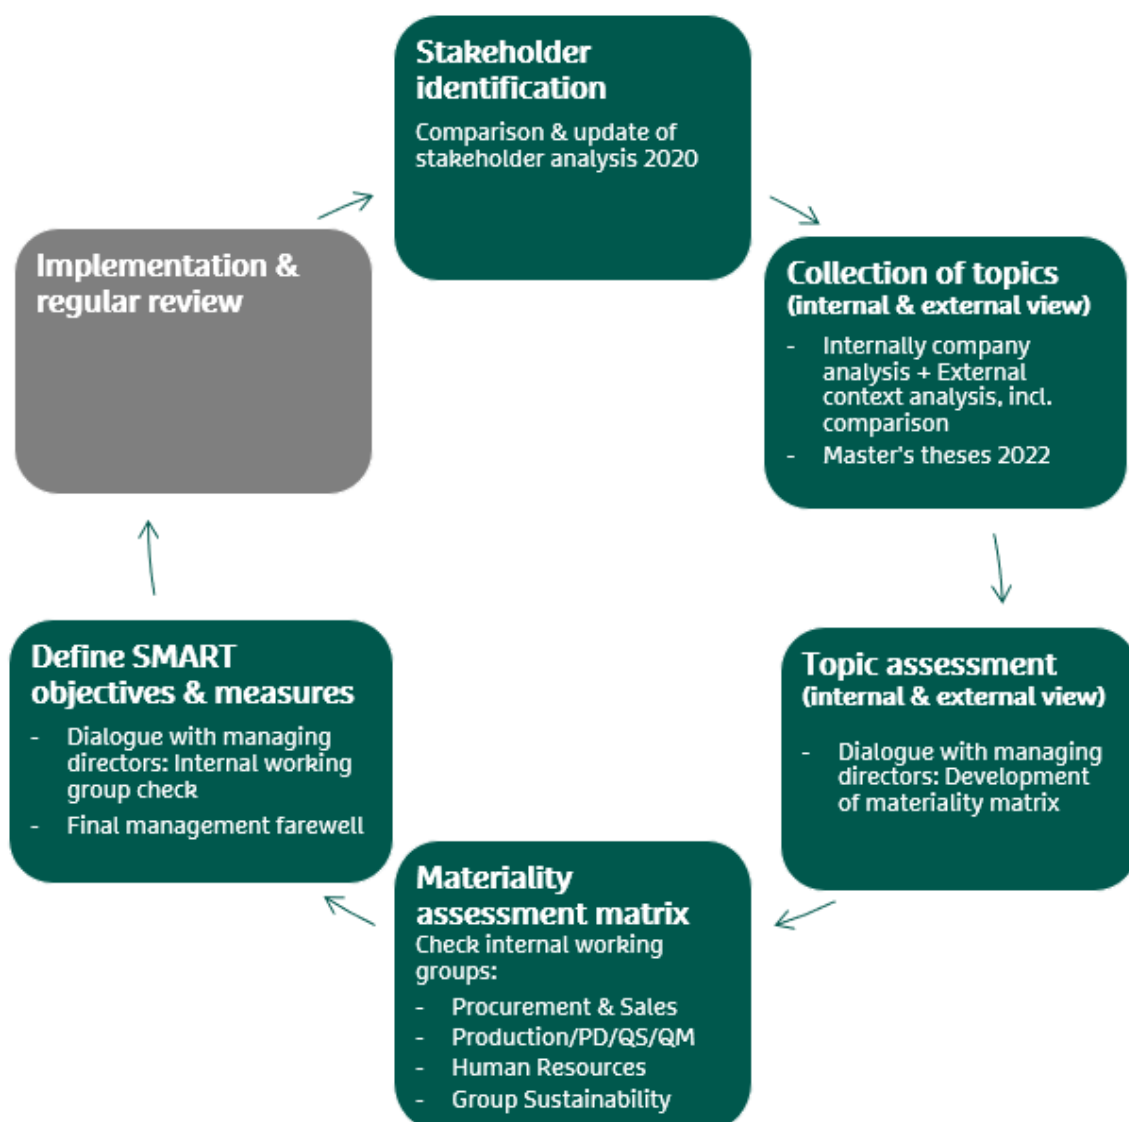 Stakeholder
identification
Comparison & update of
stakeholder analysis 2020
Collection of topics
(internal & external view)
- Internally company
analysis + External
context analysis, incl.
comparison
- Master's theses 2022
Topic assessment
(internal & external view)
- Dialogue with managing
directors: Development
of materiality matrix
Materiality
assessment matrix
Check internal working
groups:
- Procurement & Sales
- Production/PD/QS/QM
- Human Resources
- Group Sustainability
Define SMART
objectives & measures
- Dialogue with managing
directors: Internal working
group check
- Final management farewell
Implementation &
regular review